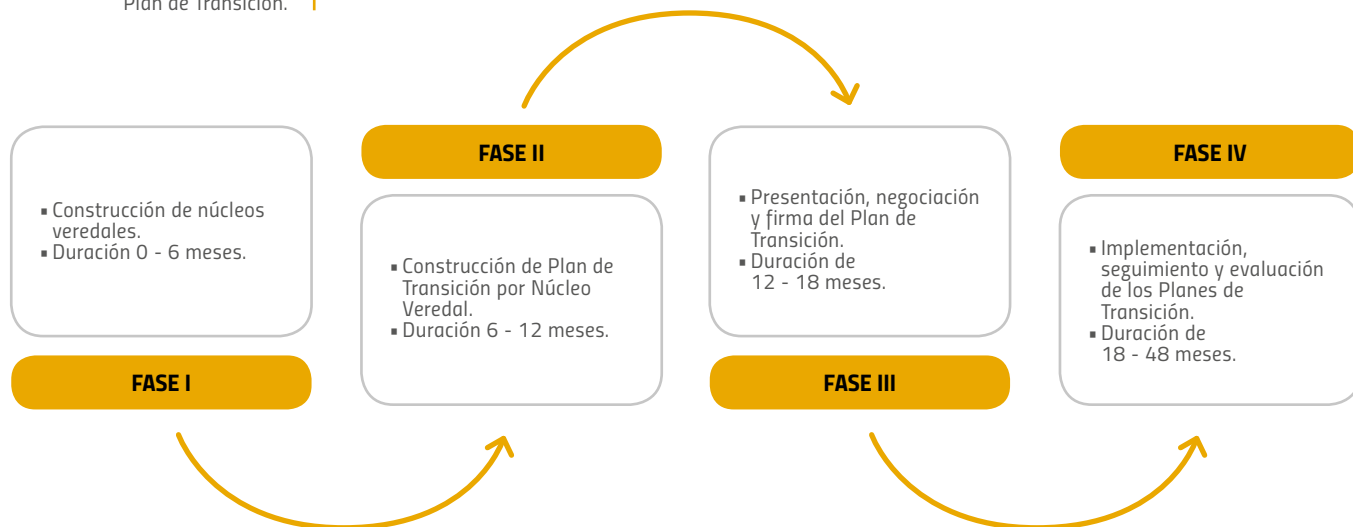 Plan de Transición.
▪ Construcción de núcleos
veredales.
▪ Duración 0 - 6 meses.
FASE I
FASE II
▪ Construcción de Plan de
Transición por Núcleo
Veredal.
▪ Duración 6 - 12 meses.
▪ Presentación, negociación
y firma del Plan de
Transición.
▪ Duración de
12 - 18 meses.
FASE III
FASE IV
▪ Implementación,
seguimiento y evaluación
de los Planes de
Transición.
▪ Duración de
18 - 48 meses.